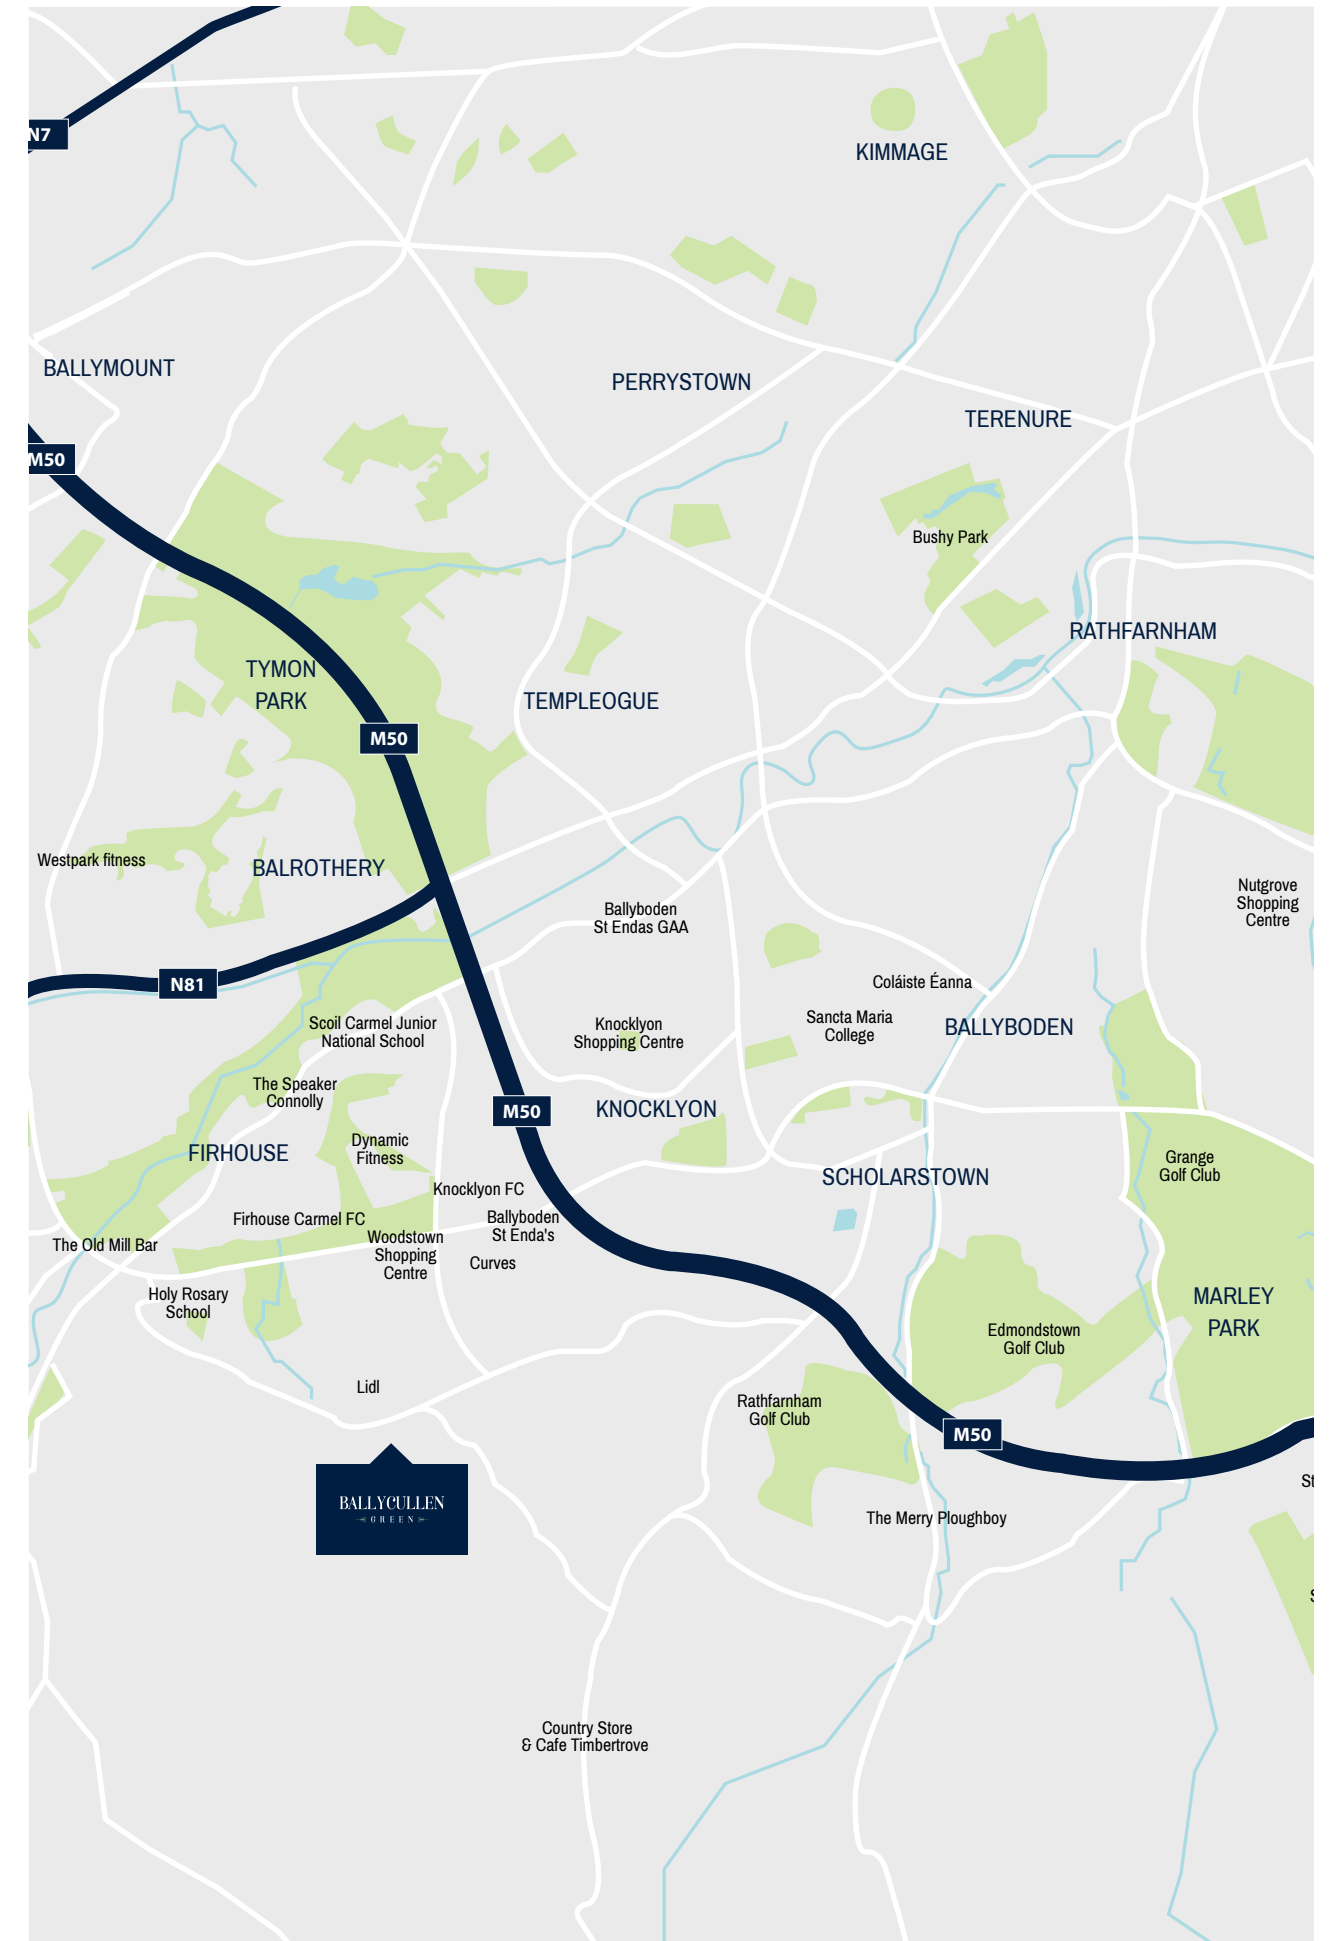 N7
KIMMAGE
BALLYMOUNT
PERRYSTOWN
TERENURE
M50
Bushy Park
RATHFARNHAM
TYMON
PARK
TEMPLEOGUE
M50
Westpark fitness
BALROTHERY
Nutgrove
Shopping
Centre
Ballyboden
St Endas GAA
N81
Coláiste Éanna
Scoil Carmel Junior
National School
Knocklyon
Shopping Centre
Sancta Maria
College
BALLYBODEN
The Speaker
Connolly
M50
KNOCKLYON
FIRHOUSE
Dynamic
Fitness
Grange
Golf Club
SCHOLARSTOWN
Knocklyon FC
Firhouse Carmel FC
Ballyboden
St Enda's
The Old Mill Bar
Woodstown
Shopping
Centre
Curves
Holy Rosary
School
MARLEY
PARK
Edmondstown
Golf Club
Lidl
Rathfarnham
Golf Club
M50
St
BALLYCULLEN
GREEN
The Merry Ploughboy
Country Store
& Cafe Timbertrove